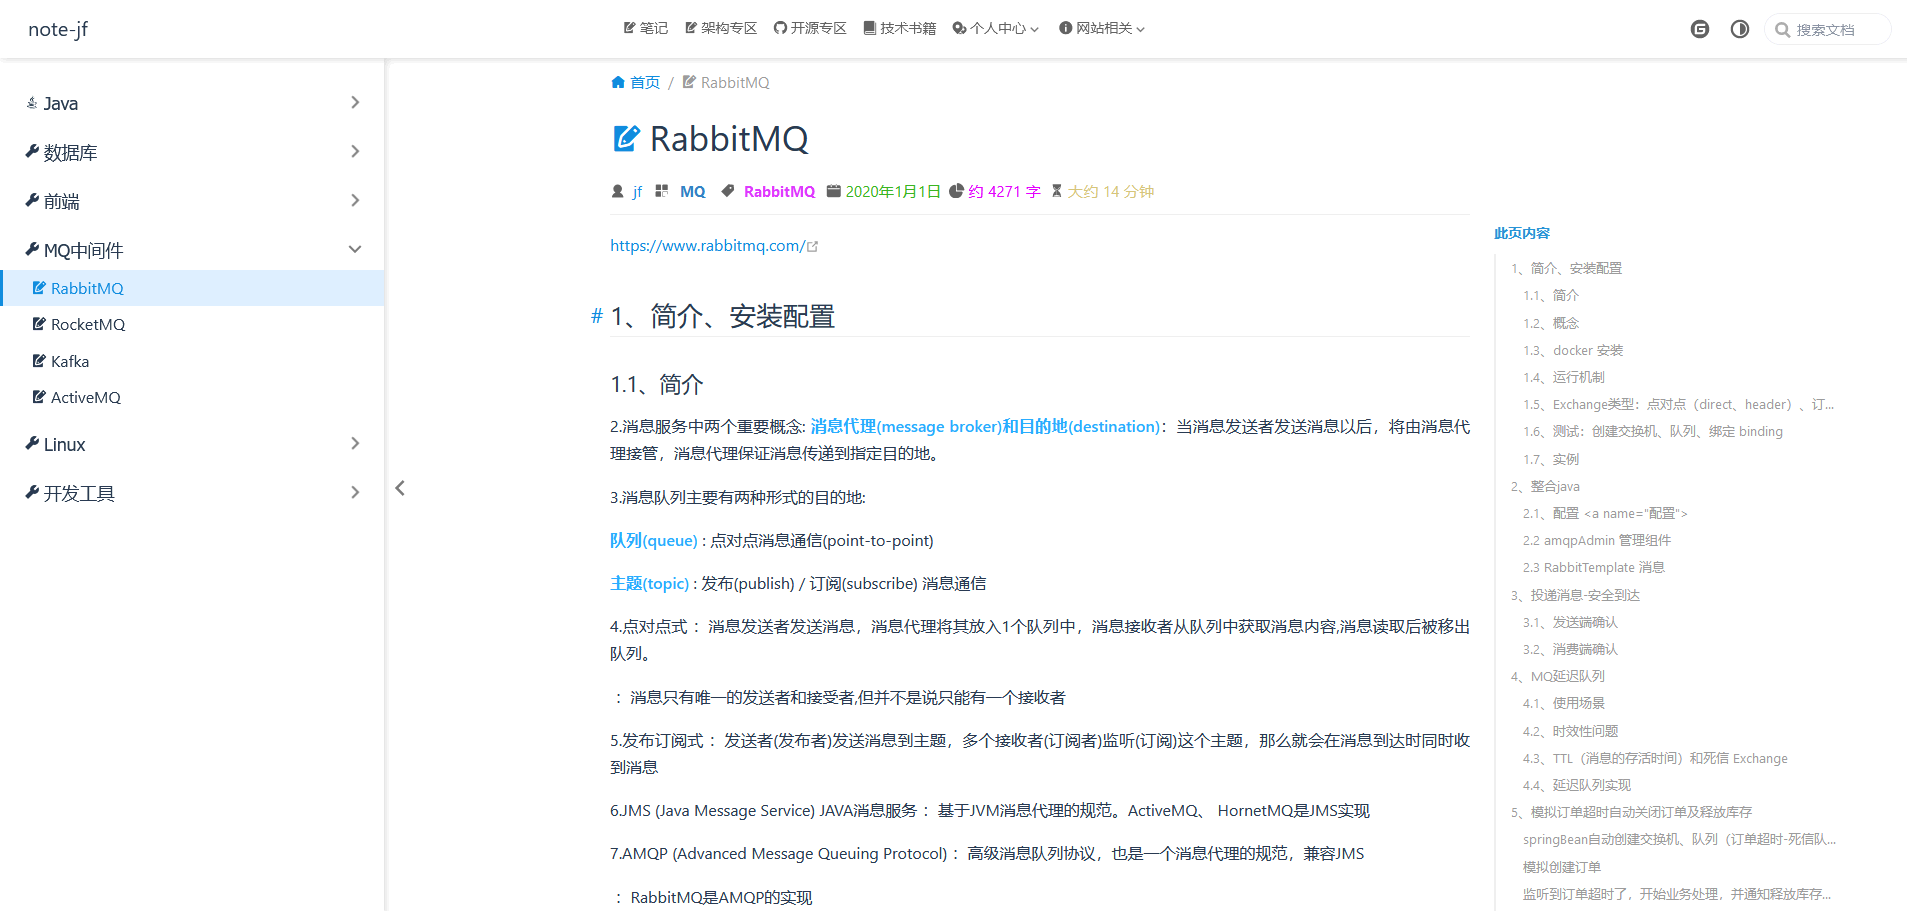 note-jf
笔记 架构专区 开源专区 技术书籍 个人中心 网站相关
搜索文档
Java
数据库
前端
MQ中间件
RabbitMQ
RocketMQ
Kafka
ActiveMQ
Linux
开发工具
首页 / RabbitMQ
RabbitMQ
jf MQ RabbitMQ 2020年1月1日 约 4271 字 大约 14 分钟
https://www.rabbitmq.com/
# 1、简介、安装配置
1.1、简介
2.消息服务中两个重要概念: 消息代理(message broker)和目的地(destination)：当消息发送者发送消息以后，将由消息代
理接管，消息代理保证消息传递到指定目的地。
3.消息队列主要有两种形式的目的地:
队列(queue) : 点对点消息通信(point-to-point)
主题(topic) : 发布(publish) / 订阅(subscribe) 消息通信
4.点对点式 ： 消息发送者发送消息，消息代理将其放入1个队列中，消息接收者从队列中获取消息内容,消息读取后被移出
队列。
： 消息只有唯一的发送者和接受者,但并不是说只能有一个接收者
5.发布订阅式 ： 发送者(发布者)发送消息到主题，多个接收者(订阅者)监听(订阅)这个主题，那么就会在消息到达时同时收
到消息
6.JMS (Java Message Service) JAVA消息服务 ： 基于JVM消息代理的规范。ActiveMQ、 HornetMQ是JMS实现
7.AMQP (Advanced Message Queuing Protocol) ： 高级消息队列协议，也是一个消息代理的规范，兼容JMS
： RabbitMQ是AMQP的实现
此页内容
1、简介、安装配置
1.1、简介
1.2、概念
1.3、docker 安装
1.4、运行机制
1.5、Exchange类型：点对点（direct、header）、订...
1.6、测试：创建交换机、队列、绑定 binding
1.7、实例
2、整合java
2.1、配置 <a name="配置">
2.2 amqpAdmin 管理组件
2.3 RabbitTemplate 消息
3、投递消息-安全到达
3.1、发送端确认
3.2、消费端确认
4、MQ延迟队列
4.1、使用场景
4.2、时效性问题
4.3、TTL（消息的存活时间）和死信 Exchange
4.4、延迟队列实现
5、模拟订单超时自动关闭订单及释放库存
springBean自动创建交换机、队列（订单超时-死信队...
模拟创建订单
监听到订单超时了，开始业务处理，并通知释放库存...